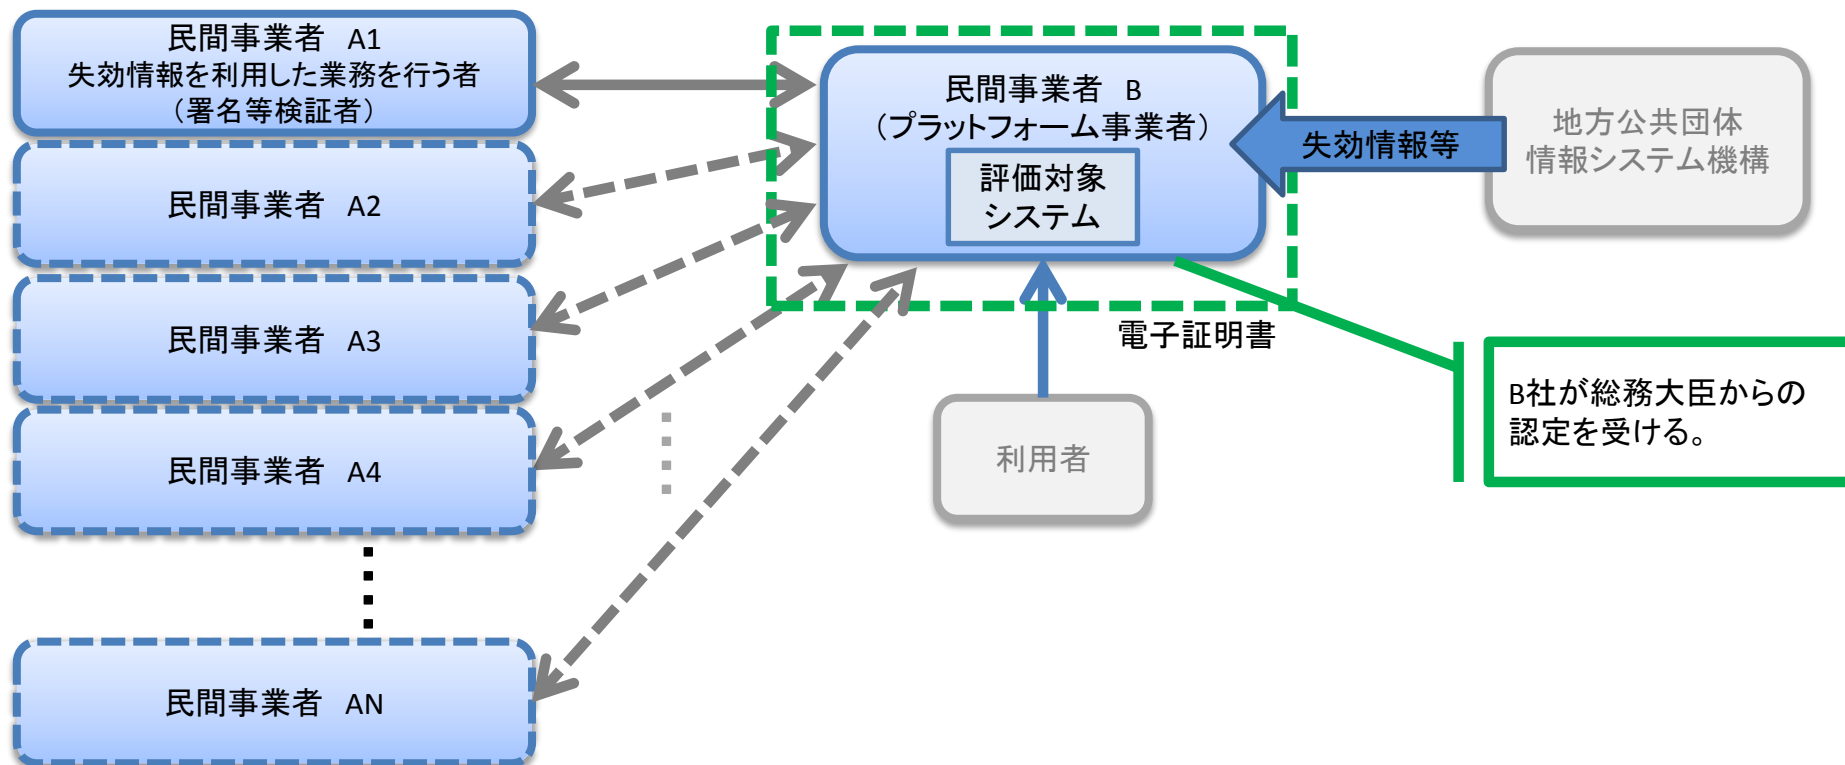 民間事業者 A1
失効情報を利用した業務を行う者
（署名等検証者）
民間事業者 A2
民間事業者 A3
民間事業者 A4
民間事業者 AN
民間事業者 B
（プラットフォーム事業者）
評価対象
システム
失効情報等
地方公共団体
情報システム機構
電子証明書
利用者
B社が総務大臣からの
認定を受ける。